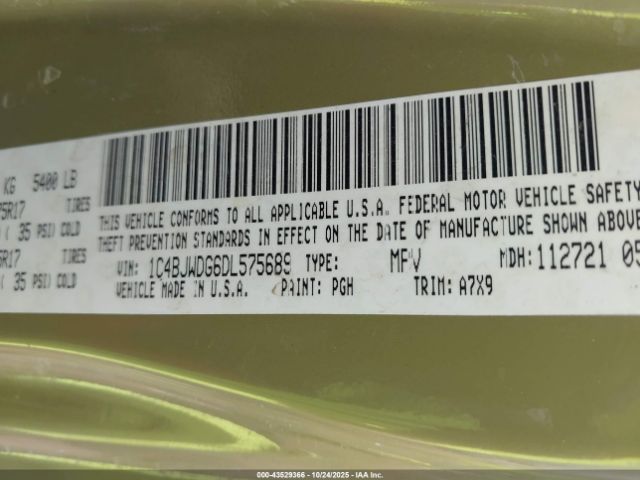 KG 5400 LB
5R17 TIRES
35 PSI) COLD
R17 TIRES
( 35 PSI) COLD
THIS VEHICLE CONFORMS TO ALL APPLICABLE U.S.A. FEDERAL MOTOR VEHICLE SAFETY
THEFT PREVENTION STANDARDS IN EFFECT ON THE DATE OF MANUFACTURE SHOWN ABOVE
VIN: 1C4BJWDG6DL575689 TYPE: MPV MDH:112721 05
VEHICLE MADE IN U.S.A. PAINT: PGH TRIM: A7X9
000-43529366 - 10/24/2025 - IAA Inc.